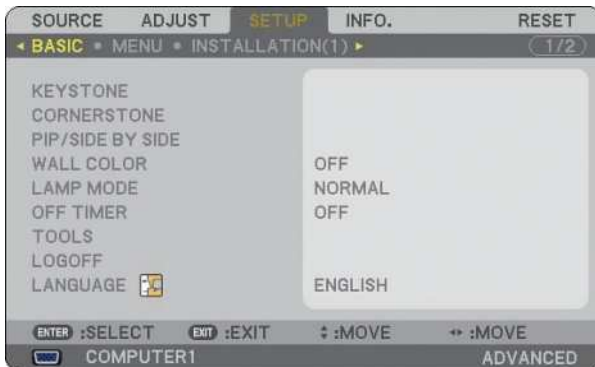 SOURCE ADJUST SETUP INFO. RESET
BASIC • MENU • INSTALLATION(1) 1/2
KEYSTONE
CORNERSTONE
PIP/SIDE BY SIDE
WALL COLOR OFF
LAMP MODE NORMAL
OFF TIMER OFF
TOOLS
LOGOFF
LANGUAGE ENGLISH
ENTER :SELECT EXIT :EXIT :MOVE :MOVE
COMPUTER1 ADVANCED